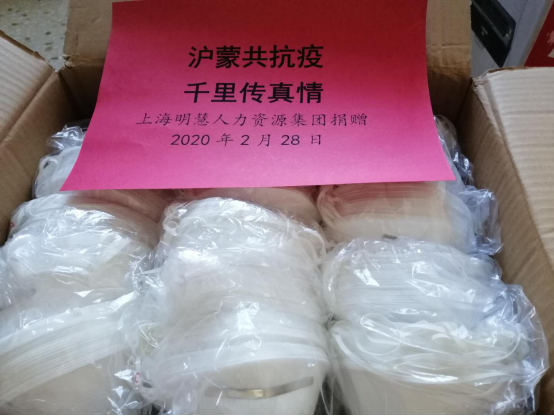 沪蒙共抗疫
千里传真情
上海明慧人力资源集团捐赠
2020 年 2 月 28 日